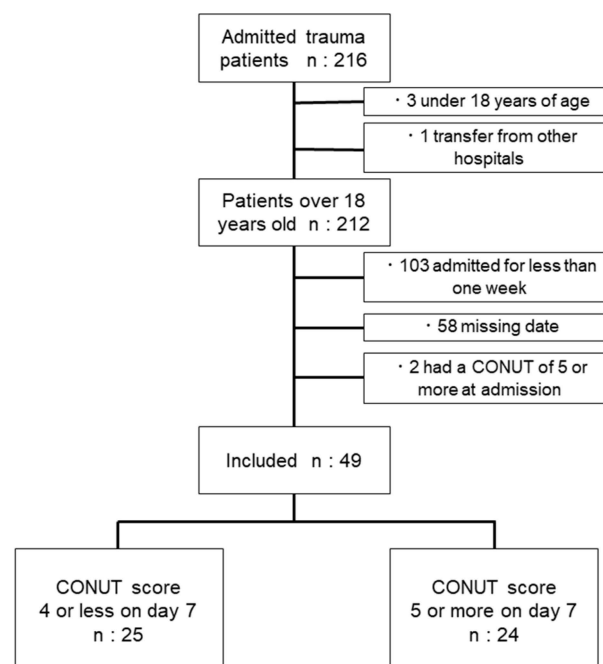 Admitted trauma
patients n : 216
・3 under 18 years of age
・1 transfer from other
hospitals
Patients over 18
years old n : 212
・103 admitted for less than
one week
・58 missing date
・2 had a CONUT of 5 or
more at admission
Included n : 49
CONUT score
4 or less on day 7
n : 25
CONUT score
5 or more on day 7
n : 24